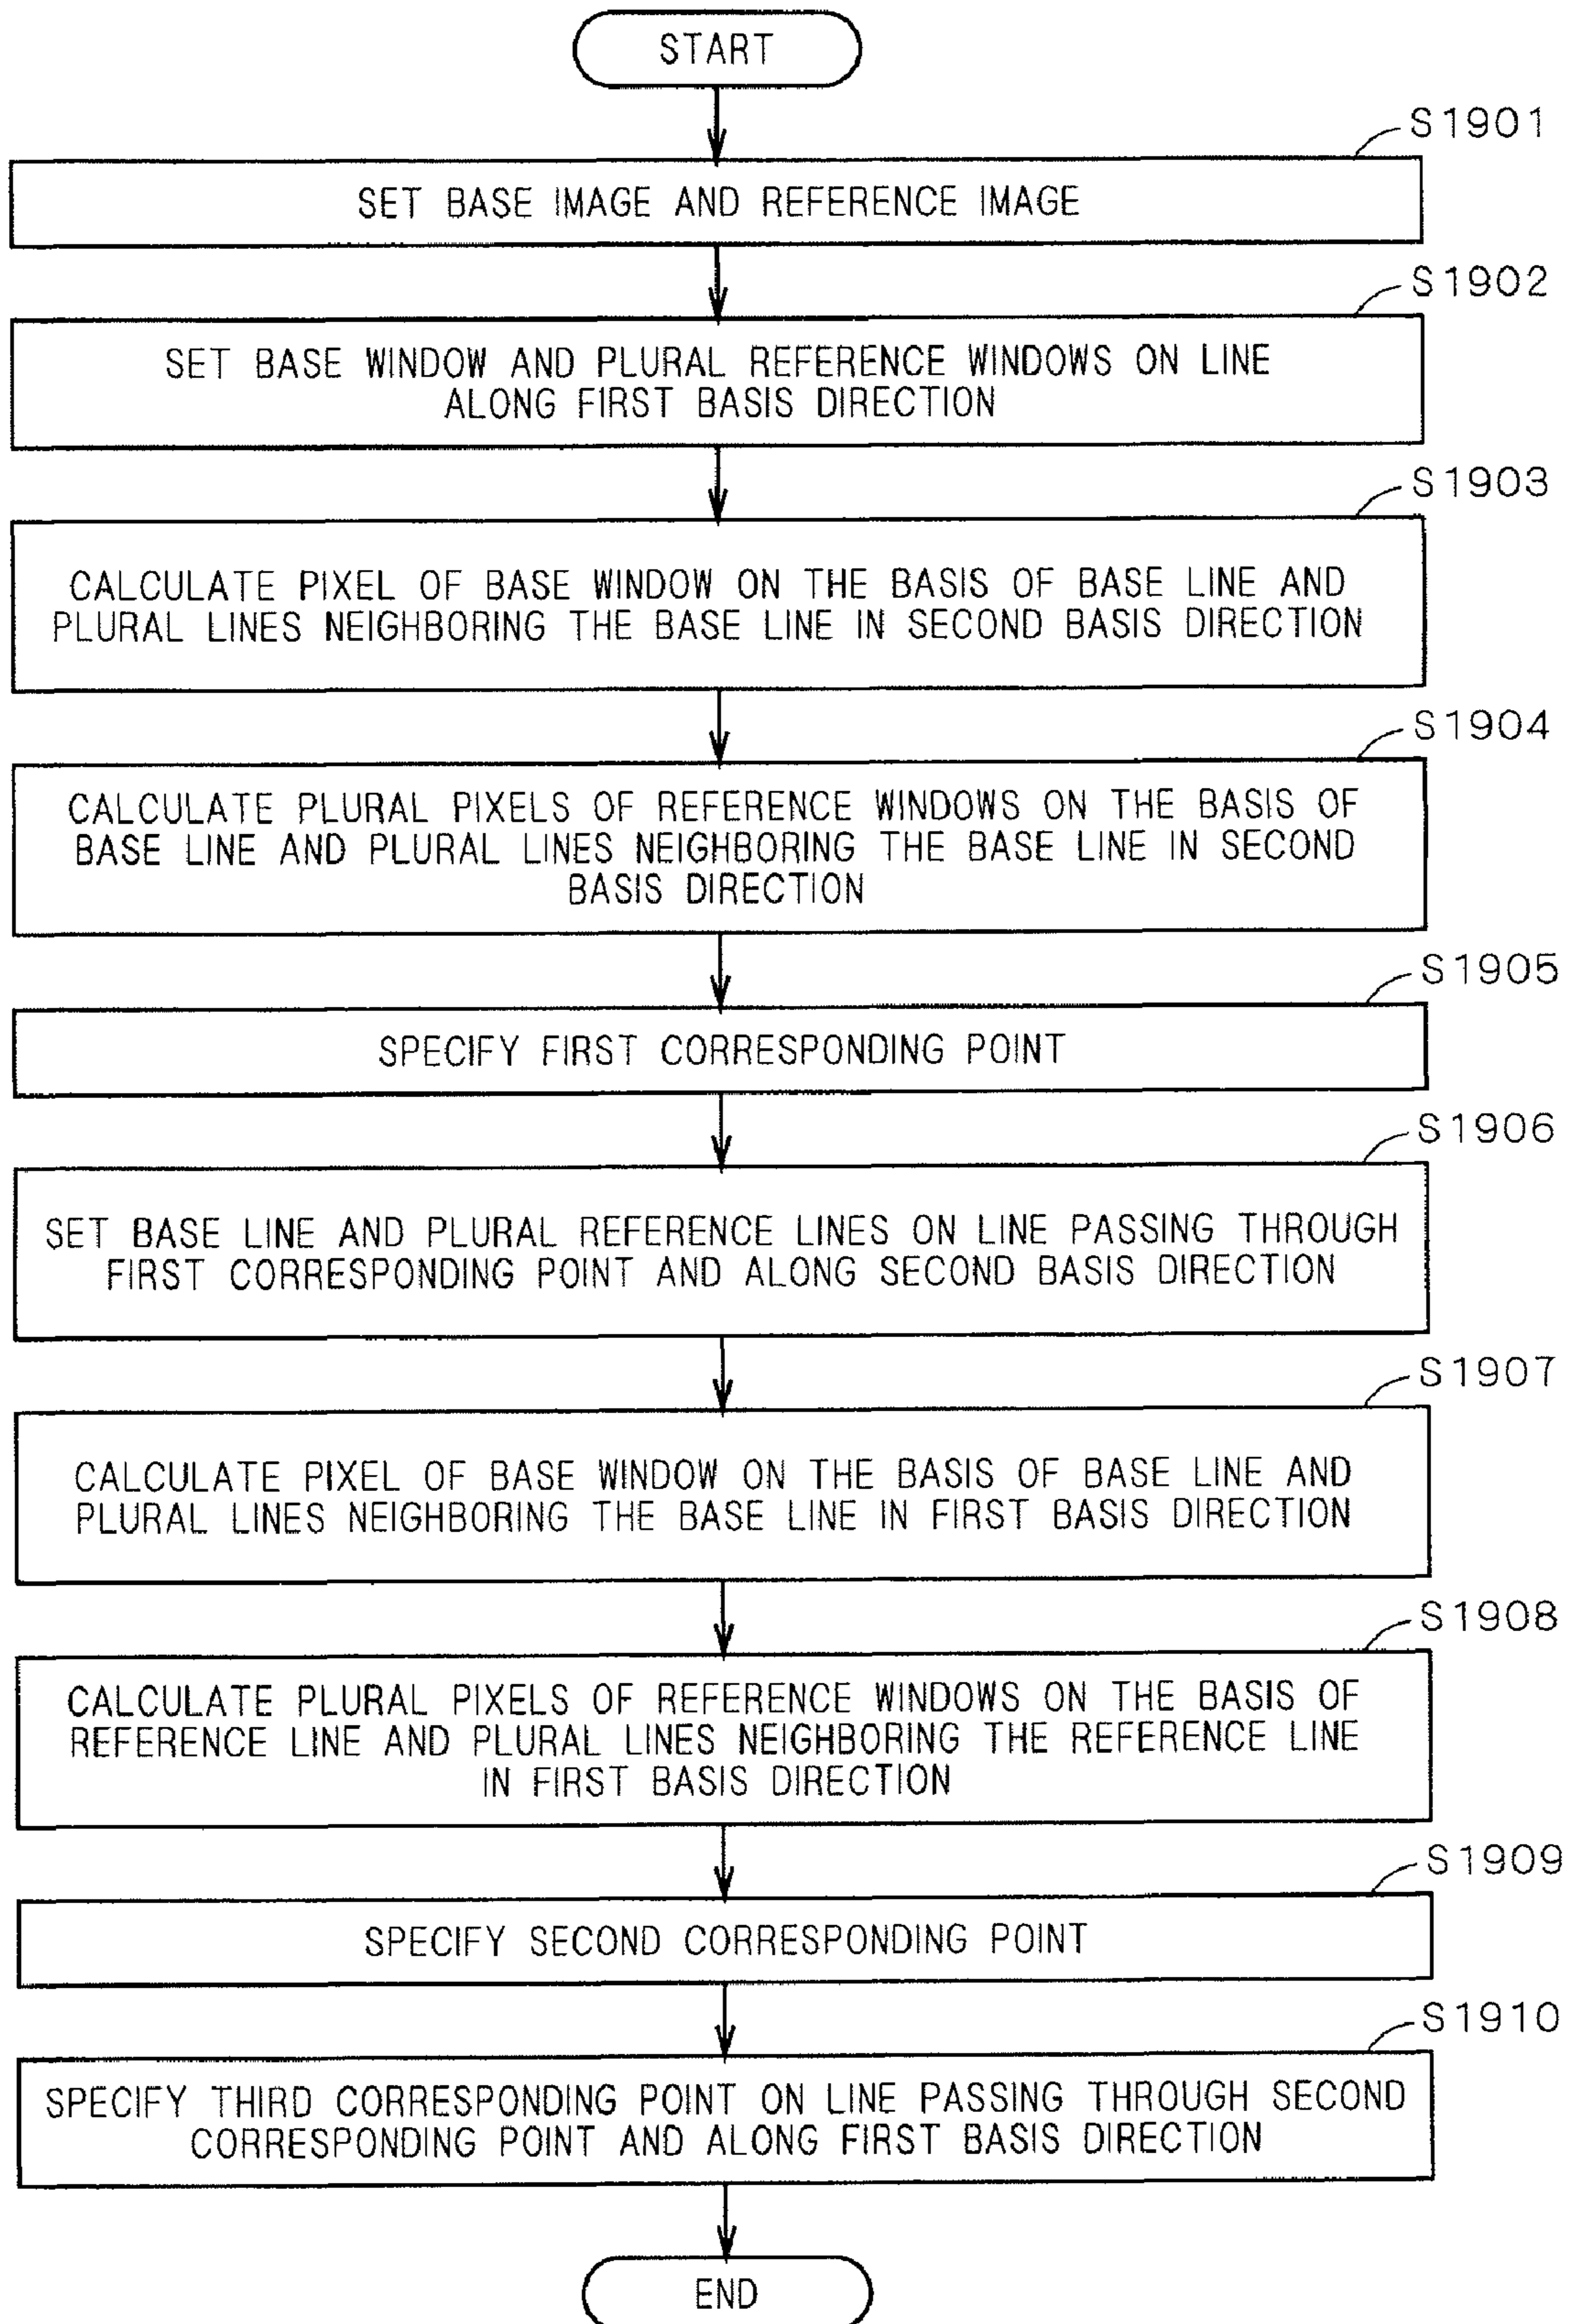 START
S1901
SET BASE IMAGE AND REFERENCE IMAGE
S1902
SET BASE WINDOW AND PLURAL REFERENCE WINDOWS ON LINE
ALONG FIRST BASIS DIRECTION
S1903
CALCULATE PIXEL OF BASE WINDOW ON THE BASIS OF BASE LINE AND
PLURAL LINES NEIGHBORING THE BASE LINE IN SECOND BASIS DIRECTION
S1904
CALCULATE PLURAL PIXELS OF REFERENCE WINDOWS ON THE BASIS OF
BASE LINE AND PLURAL LINES NEIGHBORING THE BASE LINE IN SECOND
BASIS DIRECTION
S1905
SPECIFY FIRST CORRESPONDING POINT
S1906
SET BASE LINE AND PLURAL REFERENCE LINES ON LINE PASSING THROUGH
FIRST CORRESPONDING POINT AND ALONG SECOND BASIS DIRECTION
S1907
CALCULATE PIXEL OF BASE WINDOW ON THE BASIS OF BASE LINE AND
PLURAL LINES NEIGHBORING THE BASE LINE IN FIRST BASIS DIRECTION
S1908
CALCULATE PLURAL PIXELS OF REFERENCE WINDOWS ON THE BASIS OF
REFERENCE LINE AND PLURAL LINES NEIGHBORING THE REFERENCE LINE
IN FIRST BASIS DIRECTION
S1909
SPECIFY SECOND CORRESPONDING POINT
S1910
SPECIFY THIRD CORRESPONDING POINT ON LINE PASSING THROUGH SECOND
CORRESPONDING POINT AND ALONG FIRST BASIS DIRECTION
END